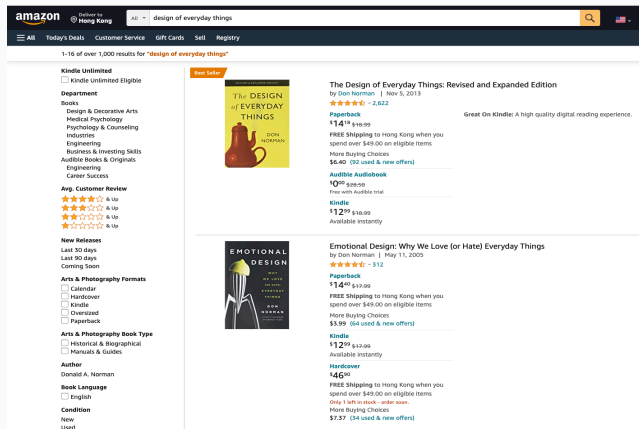 amazon
Deliver to
Hong Kong
All
design of everyday things
All
Today's Deals
Customer Service
Gift Cards
Sell
Registry
1-16 of over 1,000 results for "design of everyday things"
Kindle Unlimited
Kindle Unlimited Eligible
Department
Books
Design & Decorative Arts
Medical Psychology
Psychology & Counseling
Industries
Engineering
Business & Investing Skills
Audible Books & Originals
Engineering
Career Success
Avg. Customer Review
& Up
& Up
& Up
& Up
New Releases
Last 30 days
Last 90 days
Coming Soon
Arts & Photography Formats
Calendar
Hardcover
Kindle
Oversized
Paperback
Arts & Photography Book Type
Historical & Biographical
Manuals & Guides
Author
Donald A. Norman
Book Language
English
Condition
New
Used
Best Seller
The DESIGN
of EVERYDAY
THINGS
DON
NORMAN
The Design of Everyday Things: Revised and Expanded Edition
by Don Norman | Nov 5, 2013
2,622
Paperback
$14.18 $18.99
FREE Shipping to Hong Kong when you
spend over $49.00 on eligible items
More Buying Choices
$6.40 (92 used & new offers)
Audible Audiobook
$0.00 $28.50
Free with Audible trial
Kindle
$12.99 $18.99
Available instantly
Great On Kindle: A high quality digital reading experience.
EMOTIONAL
DESIGN
WHY
WE LOVE
(OR HATE)
EVERYDAY
THINGS
DON
NORMAN
Emotional Design: Why We Love (or Hate) Everyday Things
by Don Norman | May 11, 2005
312
Paperback
$14.40 $17.99
FREE Shipping to Hong Kong when you
spend over $49.00 on eligible items
More Buying Choices
$3.99 (64 used & new offers)
Kindle
$12.99 $17.99
Available instantly
Hardcover
$46.90
FREE Shipping to Hong Kong when you
spend over $49.00 on eligible items
Only 1 left in stock - order soon.
More Buying Choices
$7.37 (34 used & new offers)